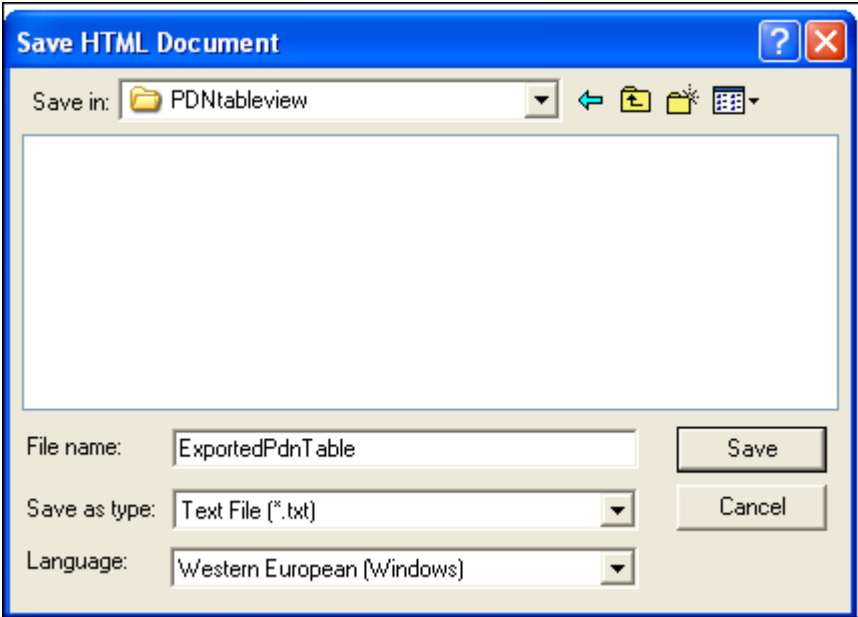 Save HTML Document
?
Save in: PDNtableview
File name: ExportedPdnTable
Save
Save as type: Text File (*.txt)
Cancel
Language: Western European (Windows)